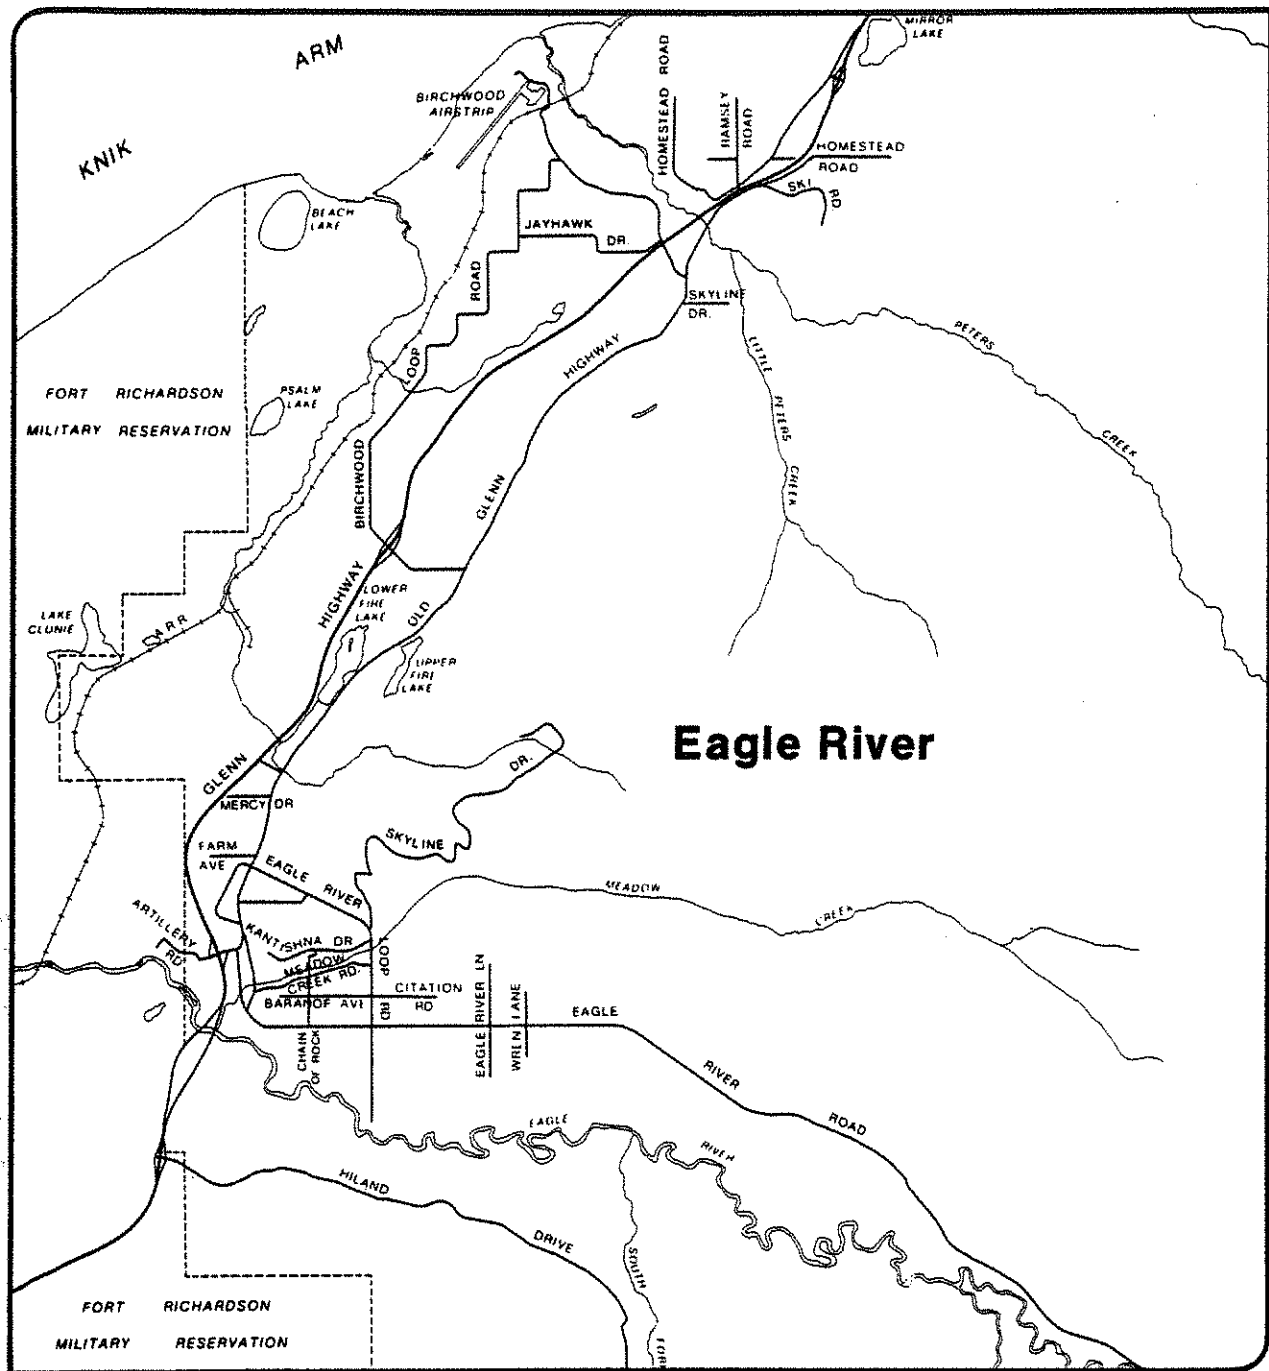 MIRROR
LAKE
ARM
KNIK
BIRCHWOOD
AIRSTRIP
HOMESTEAD ROAD
RAMSEY
ROAD
HOMESTEAD
ROAD
SKI
RD.
BEACH
LAKE
JAYHAWK
DR.
ROAD
SKYLINE
DR.
PETERS
CREEK
LITTLE
PETERS
CREEK
HIGHWAY
LOOP
FORT RICHARDSON
MILITARY RESERVATION
PSALM
LAKE
BIRCHWOOD
GLENN
HIGHWAY
LOWER
FIRE
LAKE
OLD
LAKE
CLUNIE
ARR
UPPER
FIRE
LAKE
Eagle River
GLENN
DR.
MERCY DR
SKYLINE
FARM
AVE
EAGLE
RIVER
MEADOW
CREEK
ARTILLERY
RD
KANTISHNA DR
LOOP
MEADOW
CREEK RD.
CITATION
RD
BARANOF AVE
RD
EAGLE RIVER LN
WREN LANE
EAGLE
CHAIN
OF ROCK
RIVER
ROAD
EAGLE
RIVER
HILAND
DRIVE
SOUTH
FORK
FORT RICHARDSON
MILITARY RESERVATION